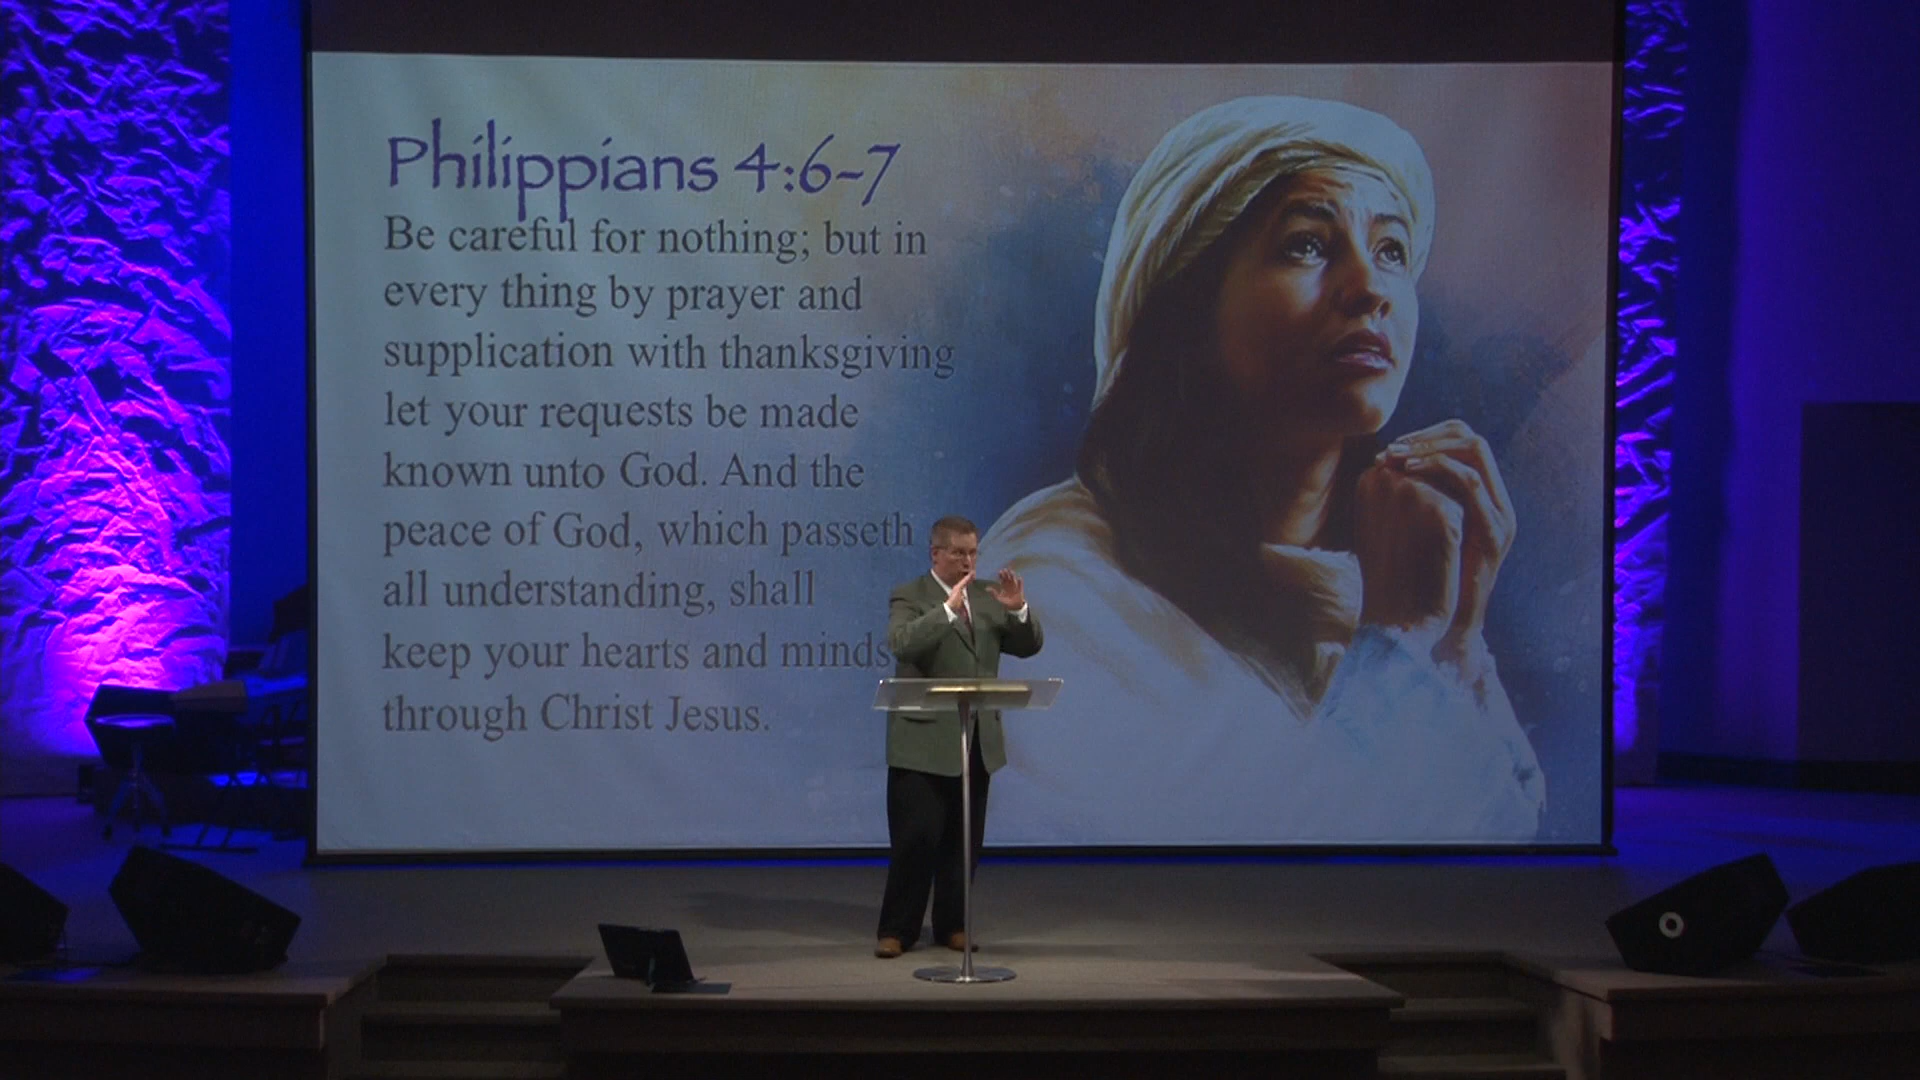 Philippians 4:6-7
Be careful for nothing; but in
every thing by prayer and
supplication with thanksgiving
let your requests be made
known unto God. And the
peace of God, which passeth
all understanding, shall
keep your hearts and minds
through Christ Jesus.